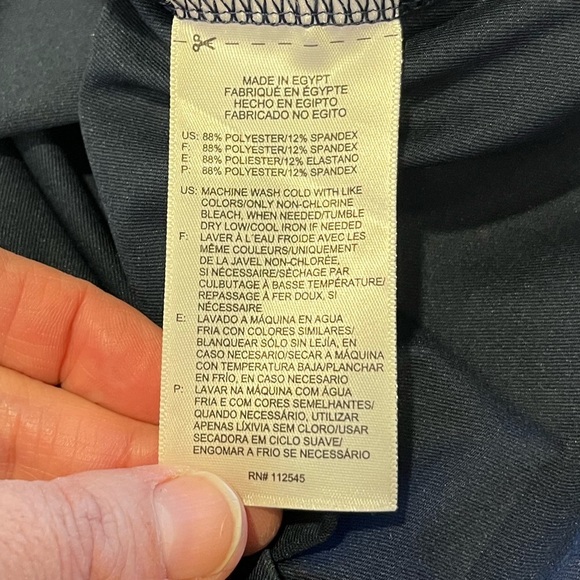 MADE IN EGYPT
FABRIQUÉ EN ÉGYPTE
HECHO EN EGIPTO
FABRICADO NO EGITO
US: 88% POLYESTER/12% SPANDEX
F: 88% POLYESTER/12% SPANDEX
E: 88% POLIESTER/12% ELASTANO
P: 88% POLYESTER/12% SPANDEX
US: MACHINE WASH COLD WITH LIKE
COLORS/ONLY NON-CHLORINE
BLEACH, WHEN NEEDED/TUMBLE
DRY LOW/COOL IRON IF NEEDED
F: LAVER À L'EAU FROIDE AVEC LES
MÊME COULEURS/UNIQUEMENT
DE LA JAVEL NON-CHLORÉE,
SI NÉCESSAIRE/SÉCHAGE PAR
CULBUTAGE À BASSE TEMPÉRATURE/
REPASSAGE À FER DOUX, SI
NÉCESSAIRE
E: LAVADO A MÁQUINA EN AGUA
FRIA CON COLORES SIMILARES/
BLANQUEAR SÓLO SIN LEJÍA, EN
CASO NECESARIO/SECAR A MÁQUINA
CON TEMPERATURA BAJA/PLANCHAR
EN FRÍO, EN CASO NECESARIO
P: LAVAR NA MÁQUINA COM ÁGUA
FRIA E COM CORES SEMELHANTES/
QUANDO NECESSÁRIO, UTILIZAR
APENAS LÍXIVIA SEM CLORO/USAR
SECADORA EM CICLO SUAVE/
ENGOMAR A FRIO SE NECESSÁRIO
RN# 112545